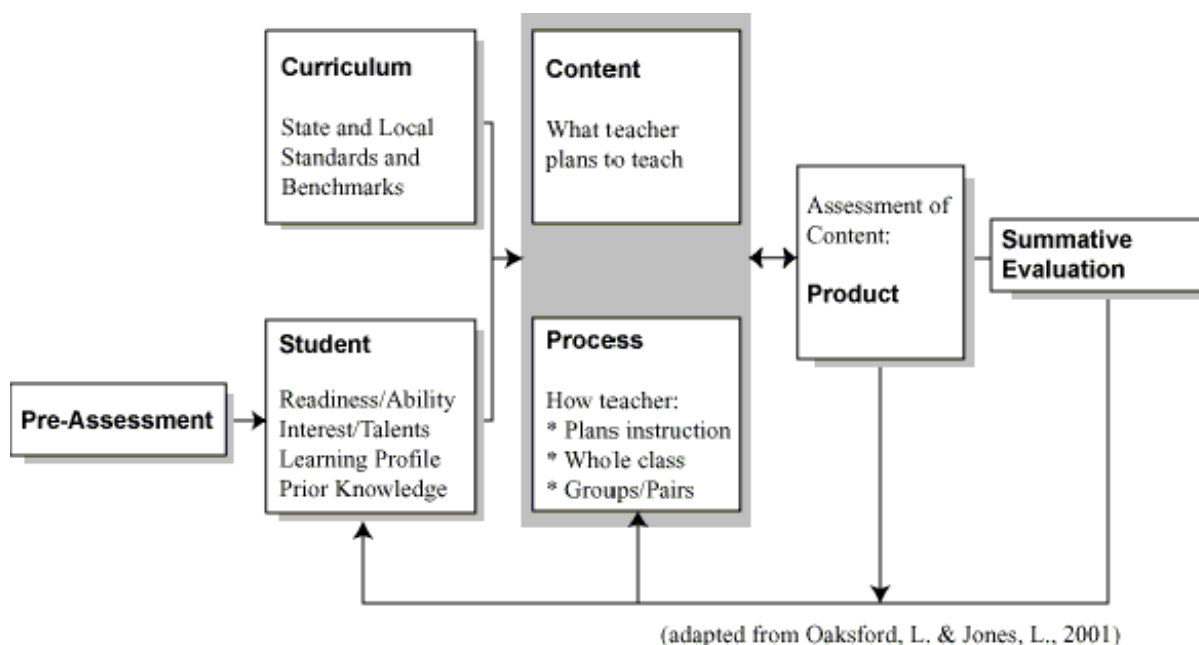 Curriculum
State and Local
Standards and
Benchmarks
Content
What teacher
plans to teach
Assessment of
Content:
Product
Summative
Evaluation
Pre-Assessment
Student
Readiness/Ability
Interest/Talents
Learning Profile
Prior Knowledge
Process
How teacher:
* Plans instruction
* Whole class
* Groups/Pairs
(adapted from Oaksford, L. & Jones, L., 2001)